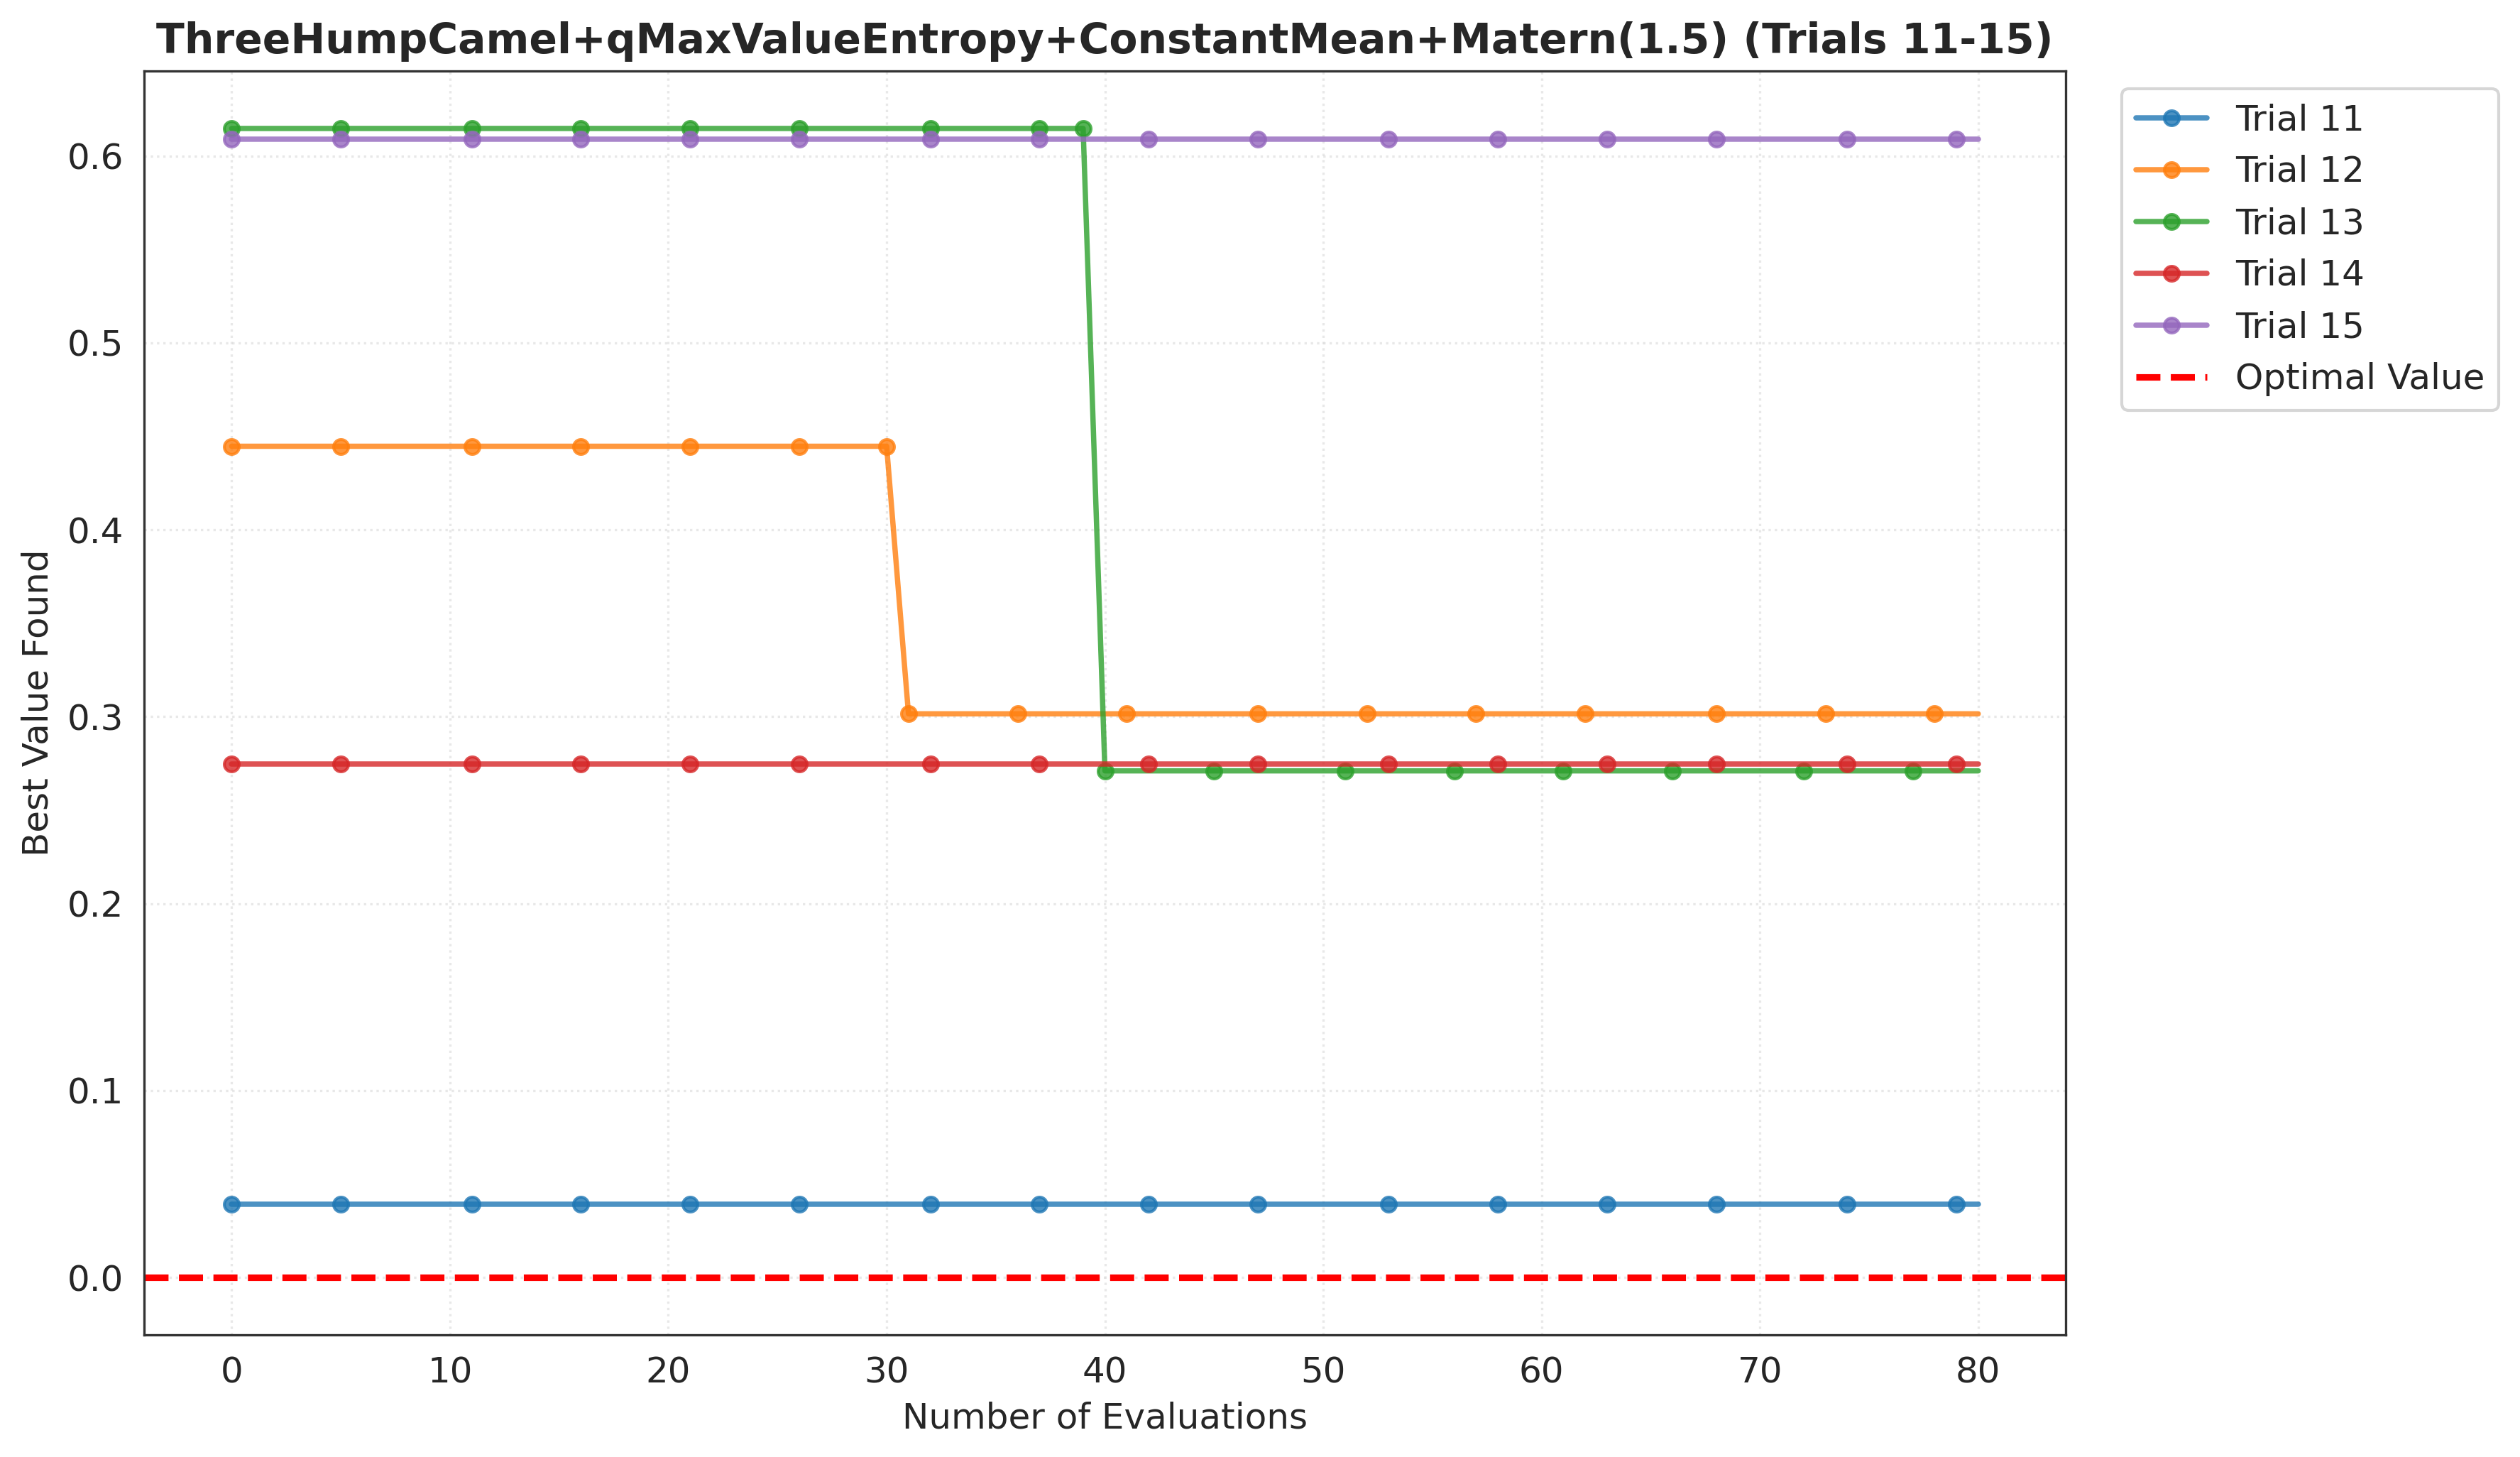 ThreeHumpCamel+qMaxValueEntropy+ConstantMean+Matern(1.5) (Trials 11-15)
Best Value Found
0.6
0.5
0.4
0.3
0.2
0.1
0.0
0 10 20 30 40 50 60 70 80
Number of Evaluations
Trial 11
Trial 12
Trial 13
Trial 14
Trial 15
Optimal Value